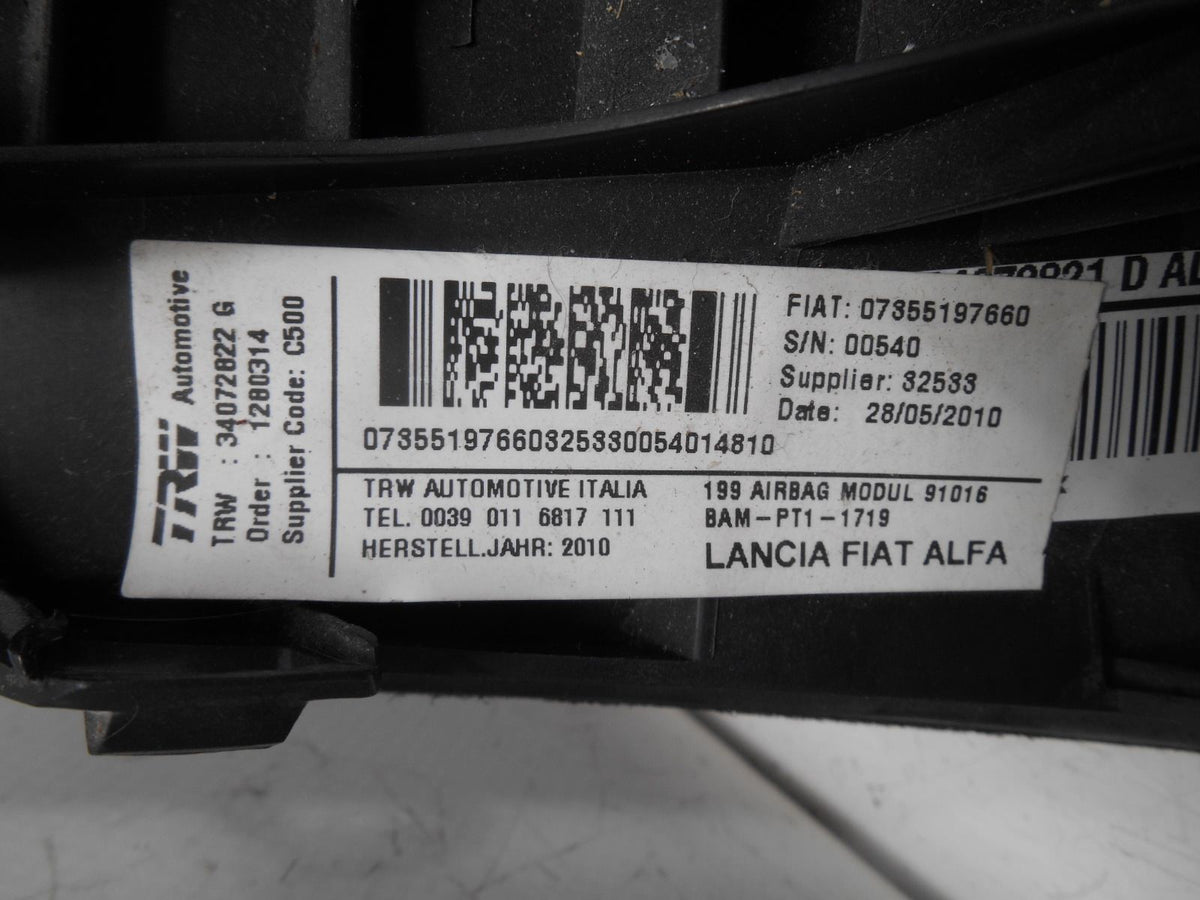 TRW Automotive
TRW : 34072822 G
Order : 1280314
Supplier Code: C500
FIAT: 07355197660
S/N: 00540
Supplier: 32533
Date: 28/05/2010
07355197660325330054014810
TRW AUTOMOTIVE ITALIA
TEL. 0039 011 6817 111
HERSTELL.JAHR: 2010
199 AIRBAG MODUL 91016
BAM-PT1-1719
LANCIA FIAT ALFA
D